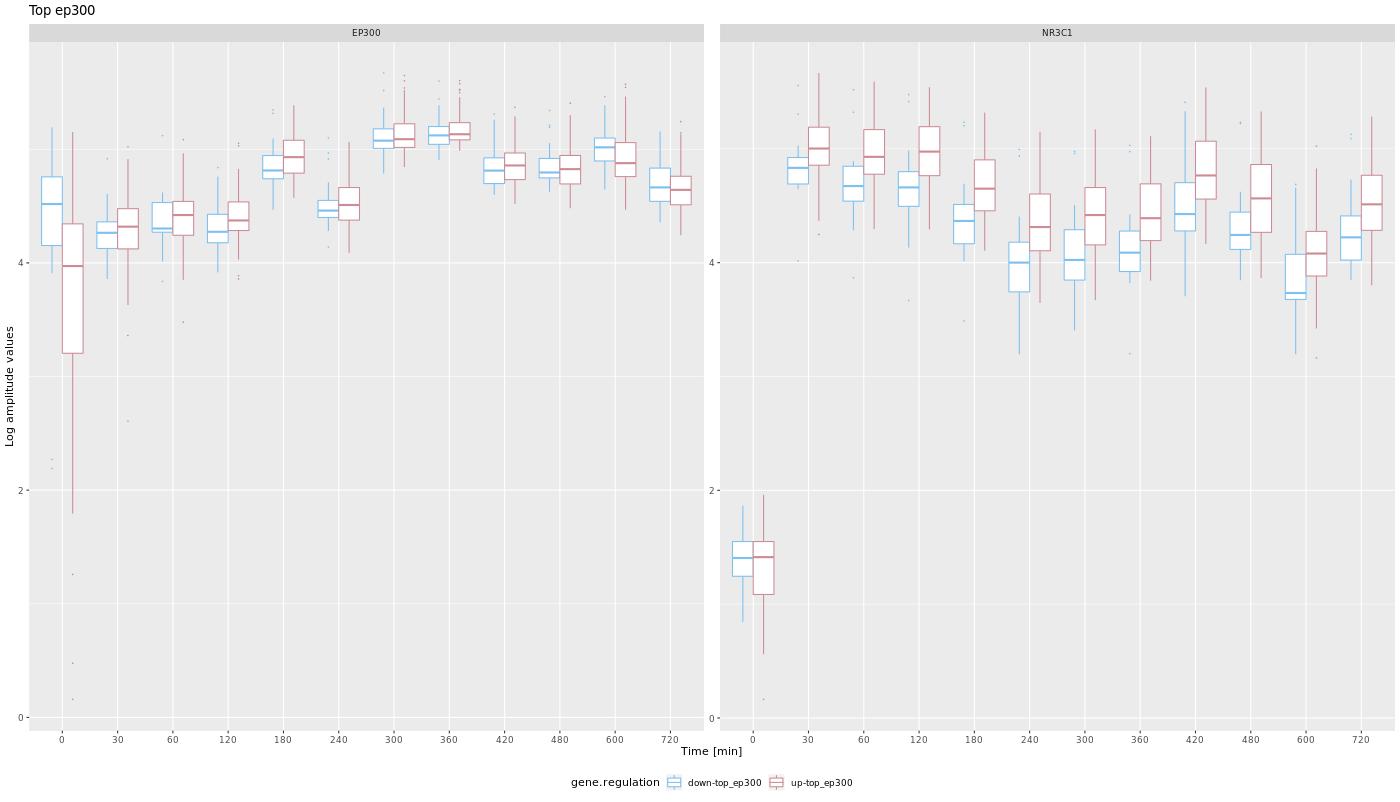 Top ep300
EP300
NR3C1
Log amplitude values
4
2
0
4
2
0
0 30 60 120 180 240 300 360 420 480 600 720
0 30 60 120 180 240 300 360 420 480 600 720
Time [min]
gene.regulation down-top_ep300 up-top_ep300